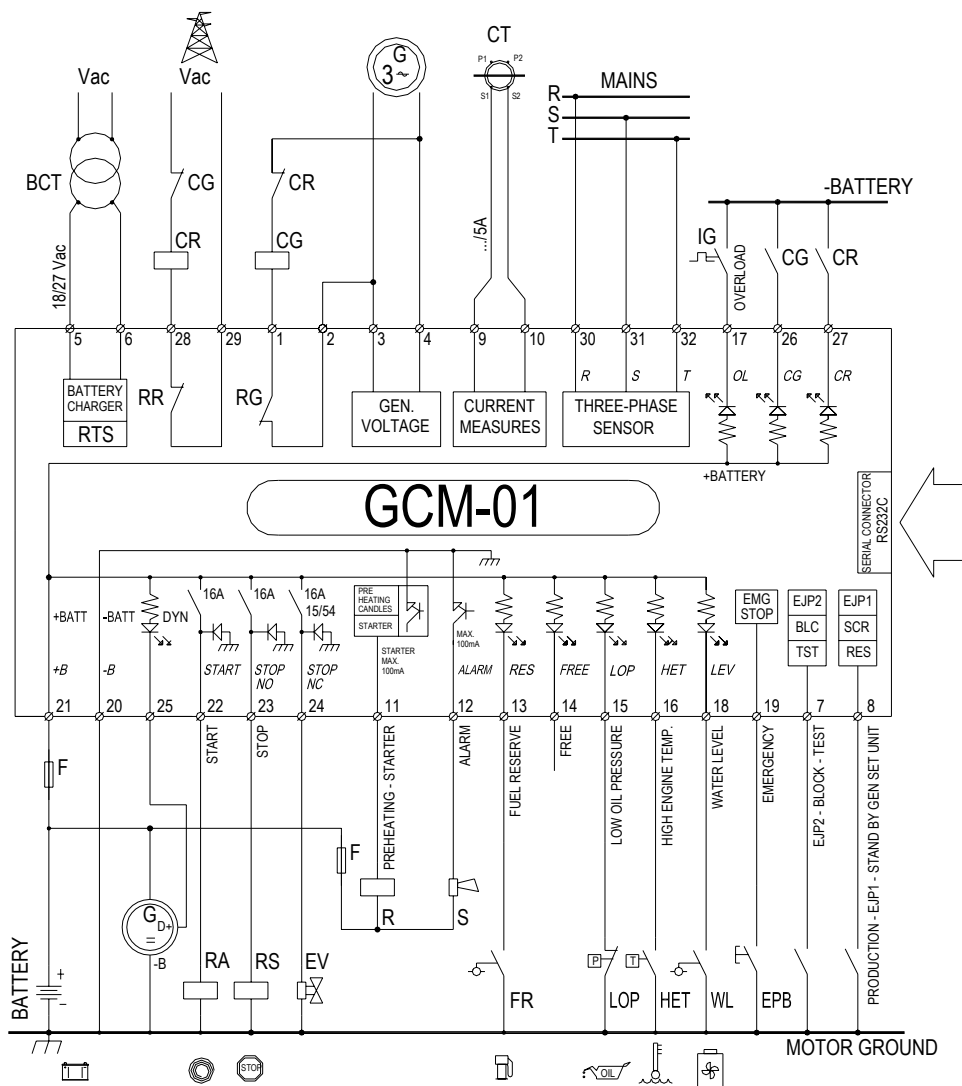 G
3 ~
CT
P1 P2
Vac Vac
S1 S2
R MAINS
S
T
BCT
CG CR
-BATTERY
CR CG
IG
OVERLOAD
CG CR
18/27 Vac
.../5A
5 6 28 29 1 2 3 4 9 10 30 31 32 17 26 27
R S T OL CG CR
BATTERY
CHARGER
RTS
RR RG
GEN.
VOLTAGE
CURRENT
MEASURES
THREE-PHASE
SENSOR
+BATTERY
GCM-01
SERIAL CONNECTOR
RS232C
+BATT -BATT DYN
16A 16A 16A
15/54
PRE
HEATING
CANDLES
STARTER
STARTER
MAX.
100mA
MAX.
100mA
EMG
STOP
EJP2
BLC
TST
EJP1
SCR
RES
+B -B START STOP
NO
STOP
NC
ALARM RES FREE LOP HET LEV
21 20 25 22 23 24 11 12 13 14 15 16 18 19 7 8
START
STOP
PREHEATING - STARTER
ALARM
FUEL RESERVE
FREE
LOW OIL PRESSURE
HIGH ENGINE TEMP.
WATER LEVEL
EMERGENCY
EJP2 - BLOCK - TEST
PRODUCTION - EJP1 - STAND BY GEN SET UNIT
F
F
G
D+
=
-B
R S
BATTERY
+
–
RA RS EV
P T
FR LOP HET WL EPB
MOTOR GROUND
STOP
OIL